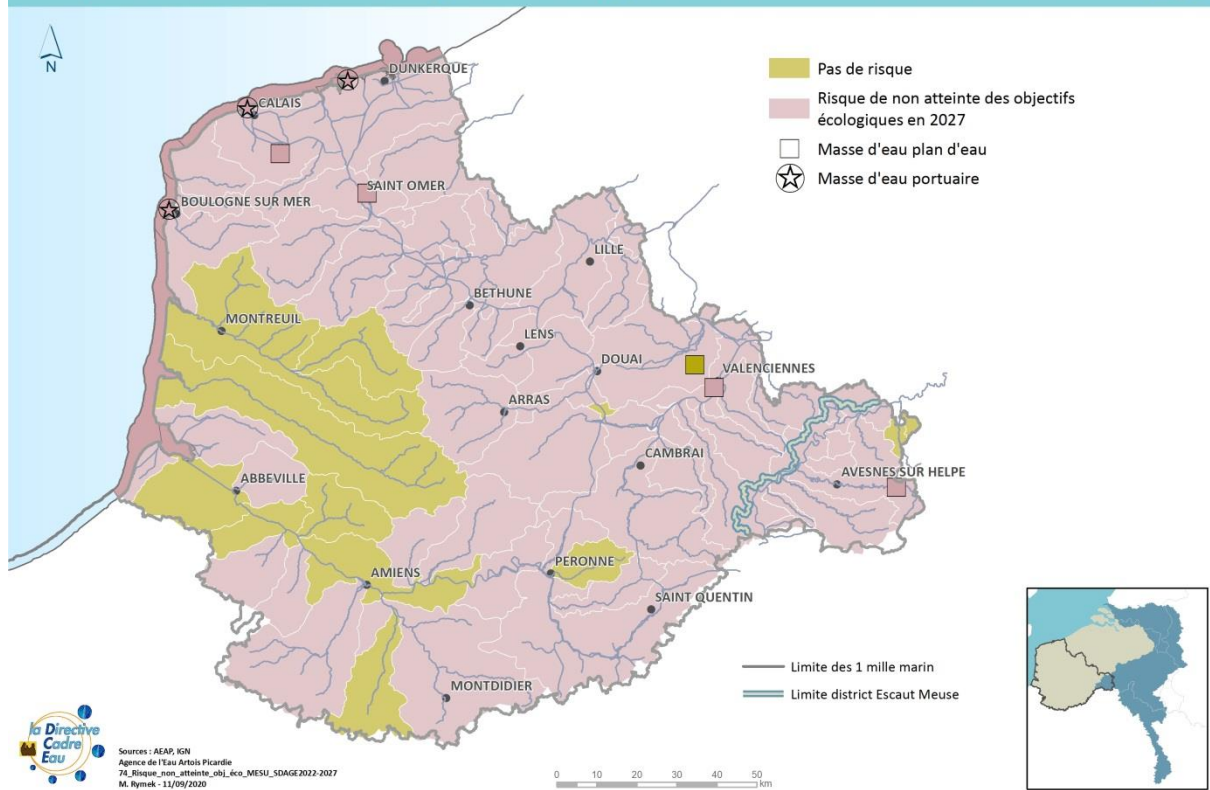 N
DUNKERQUE
CALAIS
SAINT OMER
BOULOGNE SUR MER
LILLE
BETHUNE
MONTREUIL
LENS
DOUAI
VALENCIENNES
ARRAS
CAMBRAI
AVESNES SUR HELPE
ABBEVILLE
PERONNE
AMIENS
SAINT QUENTIN
MONTDIDIER
Pas de risque
Risque de non atteinte des objectifs
écologiques en 2027
Masse d'eau plan d'eau
Masse d'eau portuaire
Limite des 1 mille marin
Limite district Escaut Meuse
la Directive
Cadre
Eau
Sources : AEAP, IGN
Agence de l'Eau Artois Picardie
74_Risque_non_atteinte_obj_éco_MESU_SDAGE2022-2027
M. Rymek - 11/09/2020
0 10 20 30 40 50
km